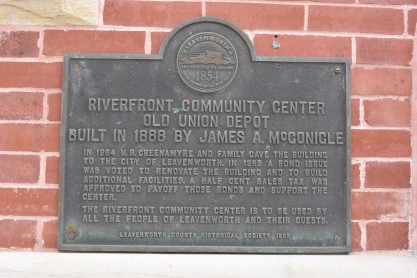 LEAVENWORTH
1854
RIVERFRONT COMMUNITY CENTER
OLD UNION DEPOT
BUILT IN 1888 BY JAMES A. McGONIGLE
IN 1984 V. B. GREENAMYRE AND FAMILY GAVE THE BUILDING
TO THE CITY OF LEAVENWORTH. IN 1985 A BOND ISSUE
WAS VOTED TO RENOVATE THE BUILDING AND TO BUILD
ADDITIONAL FACILITIES. A HALF CENT SALES TAX WAS
APPROVED TO PAYOFF THOSE BONDS AND SUPPORT THE
CENTER.
THE RIVERFRONT COMMUNITY CENTER IS TO BE USED BY
ALL THE PEOPLE OF LEAVENWORTH AND THEIR GUESTS.
LEAVENWORTH COUNTY HISTORICAL SOCIETY 1988